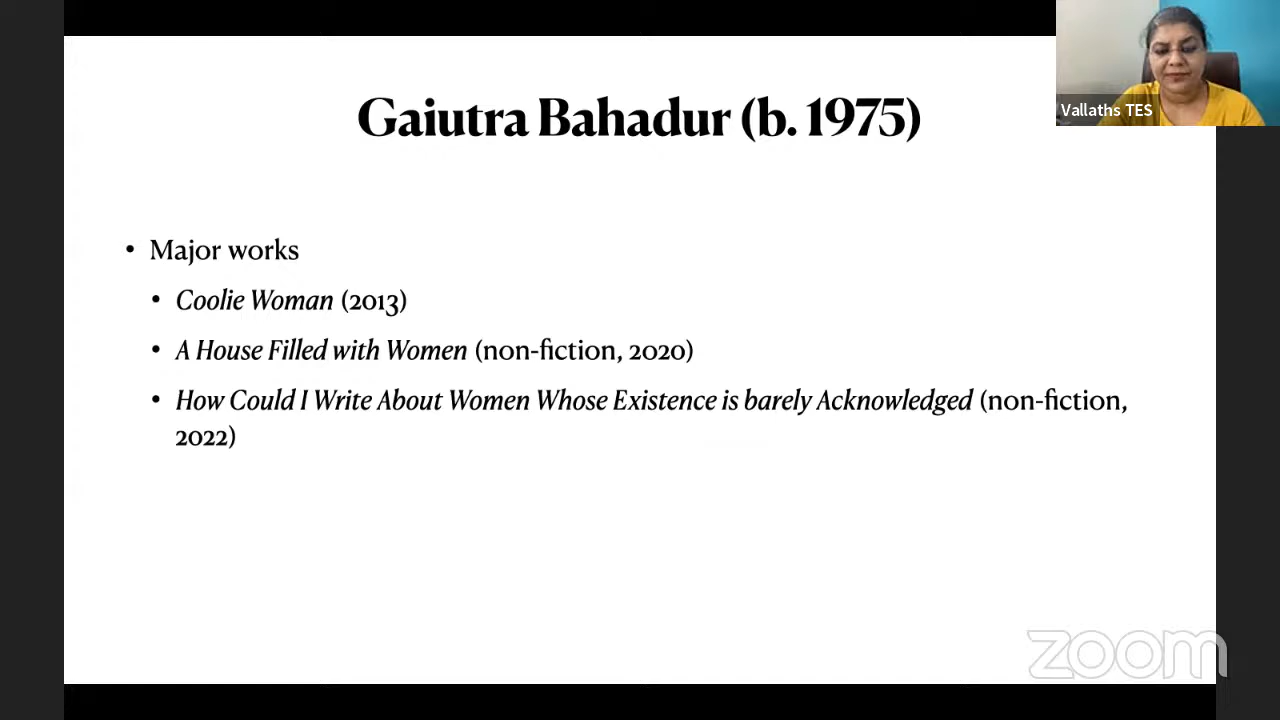 Gaiutra Bahadur (b. 1975)
Vallaths TES
• Major works
• Coolie Woman (2013)
• A House Filled with Women (non-fiction, 2020)
• How Could I Write About Women Whose Existence is barely Acknowledged (non-fiction,
2022)
zoom